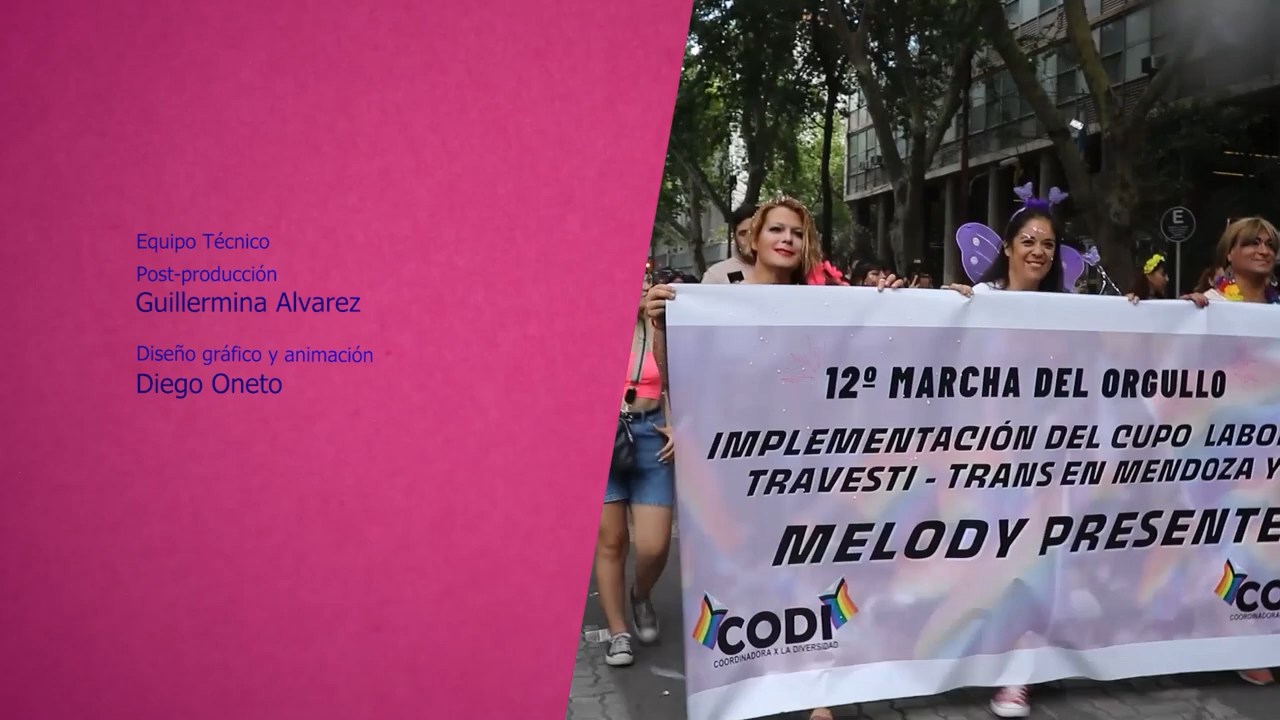 Equipo Técnico
Post-producción
Guillermina Alvarez
Diseño gráfico y animación
Diego Oneto
E
12º MARCHA DEL ORGULLO
IMPLEMENTACIÓN DEL CUPO LABO
TRAVESTI - TRANS EN MENDOZA Y
MELODY PRESENTE
CODI
COORDINADORA X LA DIVERSIDAD
CO
COORDINADORA